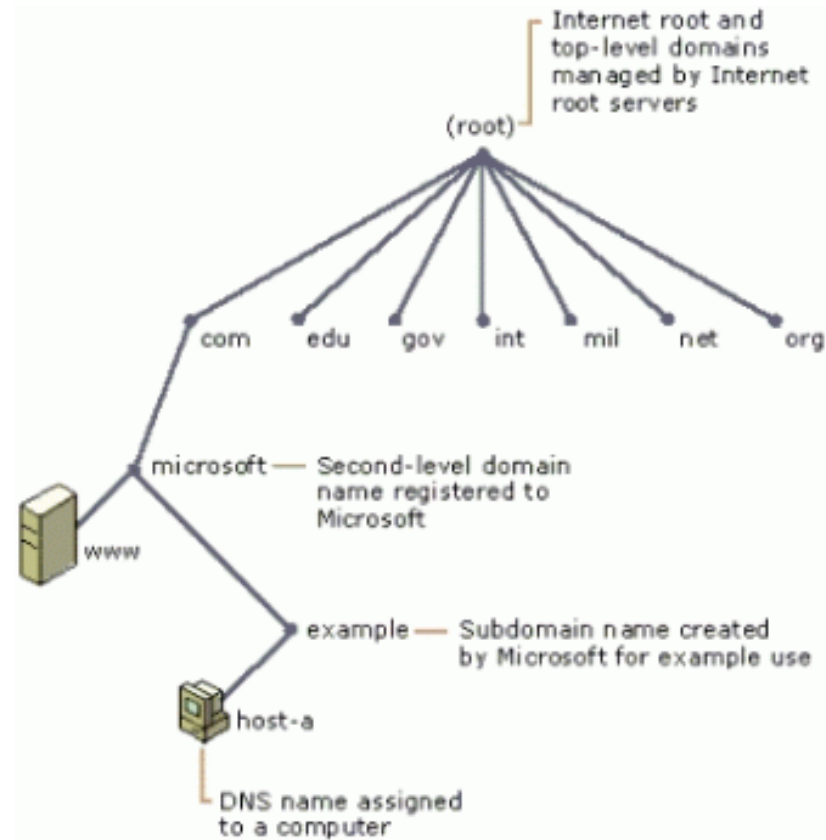 Internet root and
top-level domains
managed by Internet
root servers
(root)
com
edu
gov
int
mil
net
org
microsoft
Second-level domain
name registered to
Microsoft
www
example
Subdomain name created
by Microsoft for example use
host-a
DNS name assigned
to a computer